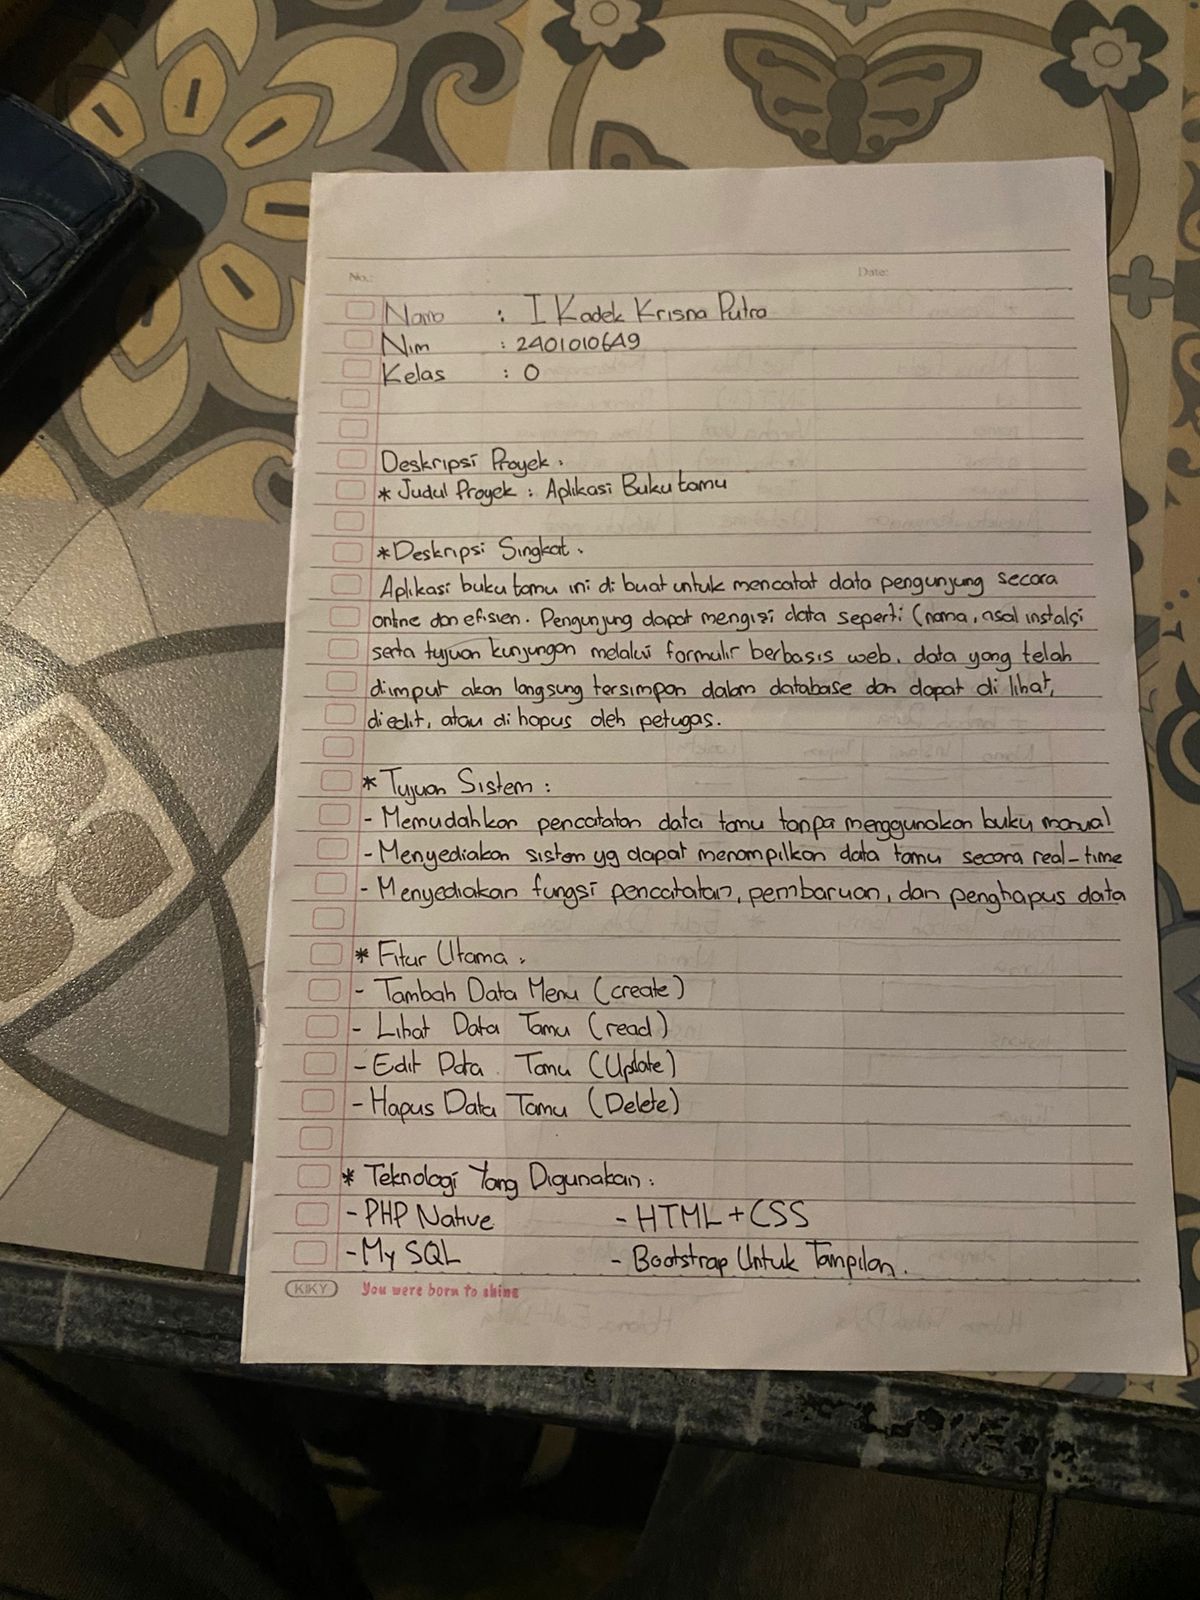 No.:
Date:
Nama : I Kadek Krisna Putra
Nim : 2401010649
Kelas : O
Deskripsi Proyek :
* Judul Proyek : Aplikasi Buku tamu
* Deskripsi Singkat :
Aplikasi buku tamu ini di buat untuk mencatat data pengunjung secara
online dan efisien. Pengunjung dapat mengisi data seperti (nama, asal instalsi
serta tujuan kunjungan melalui formulir berbasis web. data yang telah
diimput akan langsung tersimpan dalam database dan dapat di lihat,
di edit, atau di hapus oleh petugas.
* Tujuan Sistem :
- Memudahkan pencatatan data tamu tanpa menggunakan buku manual
- Menyediakan sistem yg dapat menampilkan data tamu secara real-time
- Menyediakan fungsi pencatatan, pembaruan, dan penghapus data
* Fitur Utama :
- Tambah Data Menu (create)
- Lihat Data Tamu (read)
- Edit Data Tamu (Update)
- Hapus Data Tamu (Delete)
* Teknologi Yang Digunakan :
- PHP Native - HTML + CSS
- My SQL - Bootstrap Untuk Tampilan.
KIKY You were born to shine